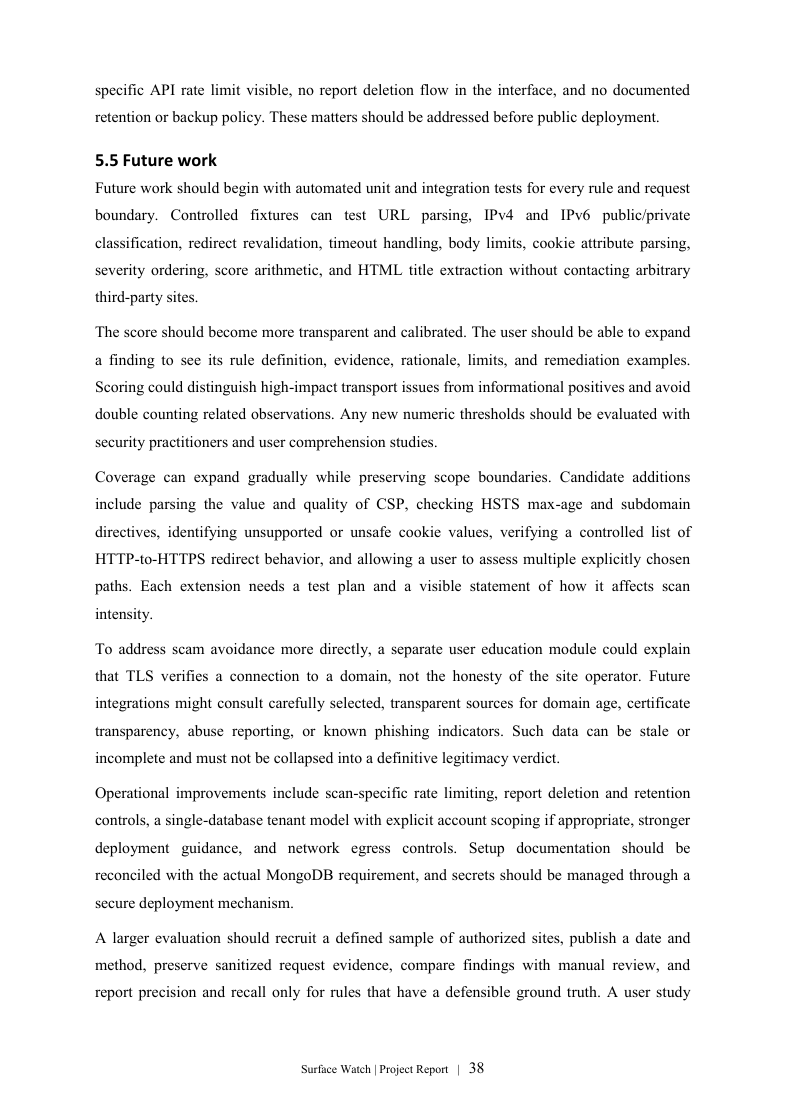 specific API rate limit visible, no report deletion flow in the interface, and no documented
retention or backup policy. These matters should be addressed before public deployment.
5.5 Future work
Future work should begin with automated unit and integration tests for every rule and request
boundary. Controlled fixtures can test URL parsing, IPv4 and IPv6 public/private
classification, redirect revalidation, timeout handling, body limits, cookie attribute parsing,
severity ordering, score arithmetic, and HTML title extraction without contacting arbitrary
third-party sites.
The score should become more transparent and calibrated. The user should be able to expand
a finding to see its rule definition, evidence, rationale, limits, and remediation examples.
Scoring could distinguish high-impact transport issues from informational positives and avoid
double counting related observations. Any new numeric thresholds should be evaluated with
security practitioners and user comprehension studies.
Coverage can expand gradually while preserving scope boundaries. Candidate additions
include parsing the value and quality of CSP, checking HSTS max-age and subdomain
directives, identifying unsupported or unsafe cookie values, verifying a controlled list of
HTTP-to-HTTPS redirect behavior, and allowing a user to assess multiple explicitly chosen
paths. Each extension needs a test plan and a visible statement of how it affects scan
intensity.
To address scam avoidance more directly, a separate user education module could explain
that TLS verifies a connection to a domain, not the honesty of the site operator. Future
integrations might consult carefully selected, transparent sources for domain age, certificate
transparency, abuse reporting, or known phishing indicators. Such data can be stale or
incomplete and must not be collapsed into a definitive legitimacy verdict.
Operational improvements include scan-specific rate limiting, report deletion and retention
controls, a single-database tenant model with explicit account scoping if appropriate, stronger
deployment guidance, and network egress controls. Setup documentation should be
reconciled with the actual MongoDB requirement, and secrets should be managed through a
secure deployment mechanism.
A larger evaluation should recruit a defined sample of authorized sites, publish a date and
method, preserve sanitized request evidence, compare findings with manual review, and
report precision and recall only for rules that have a defensible ground truth. A user study
Surface Watch | Project Report | 38